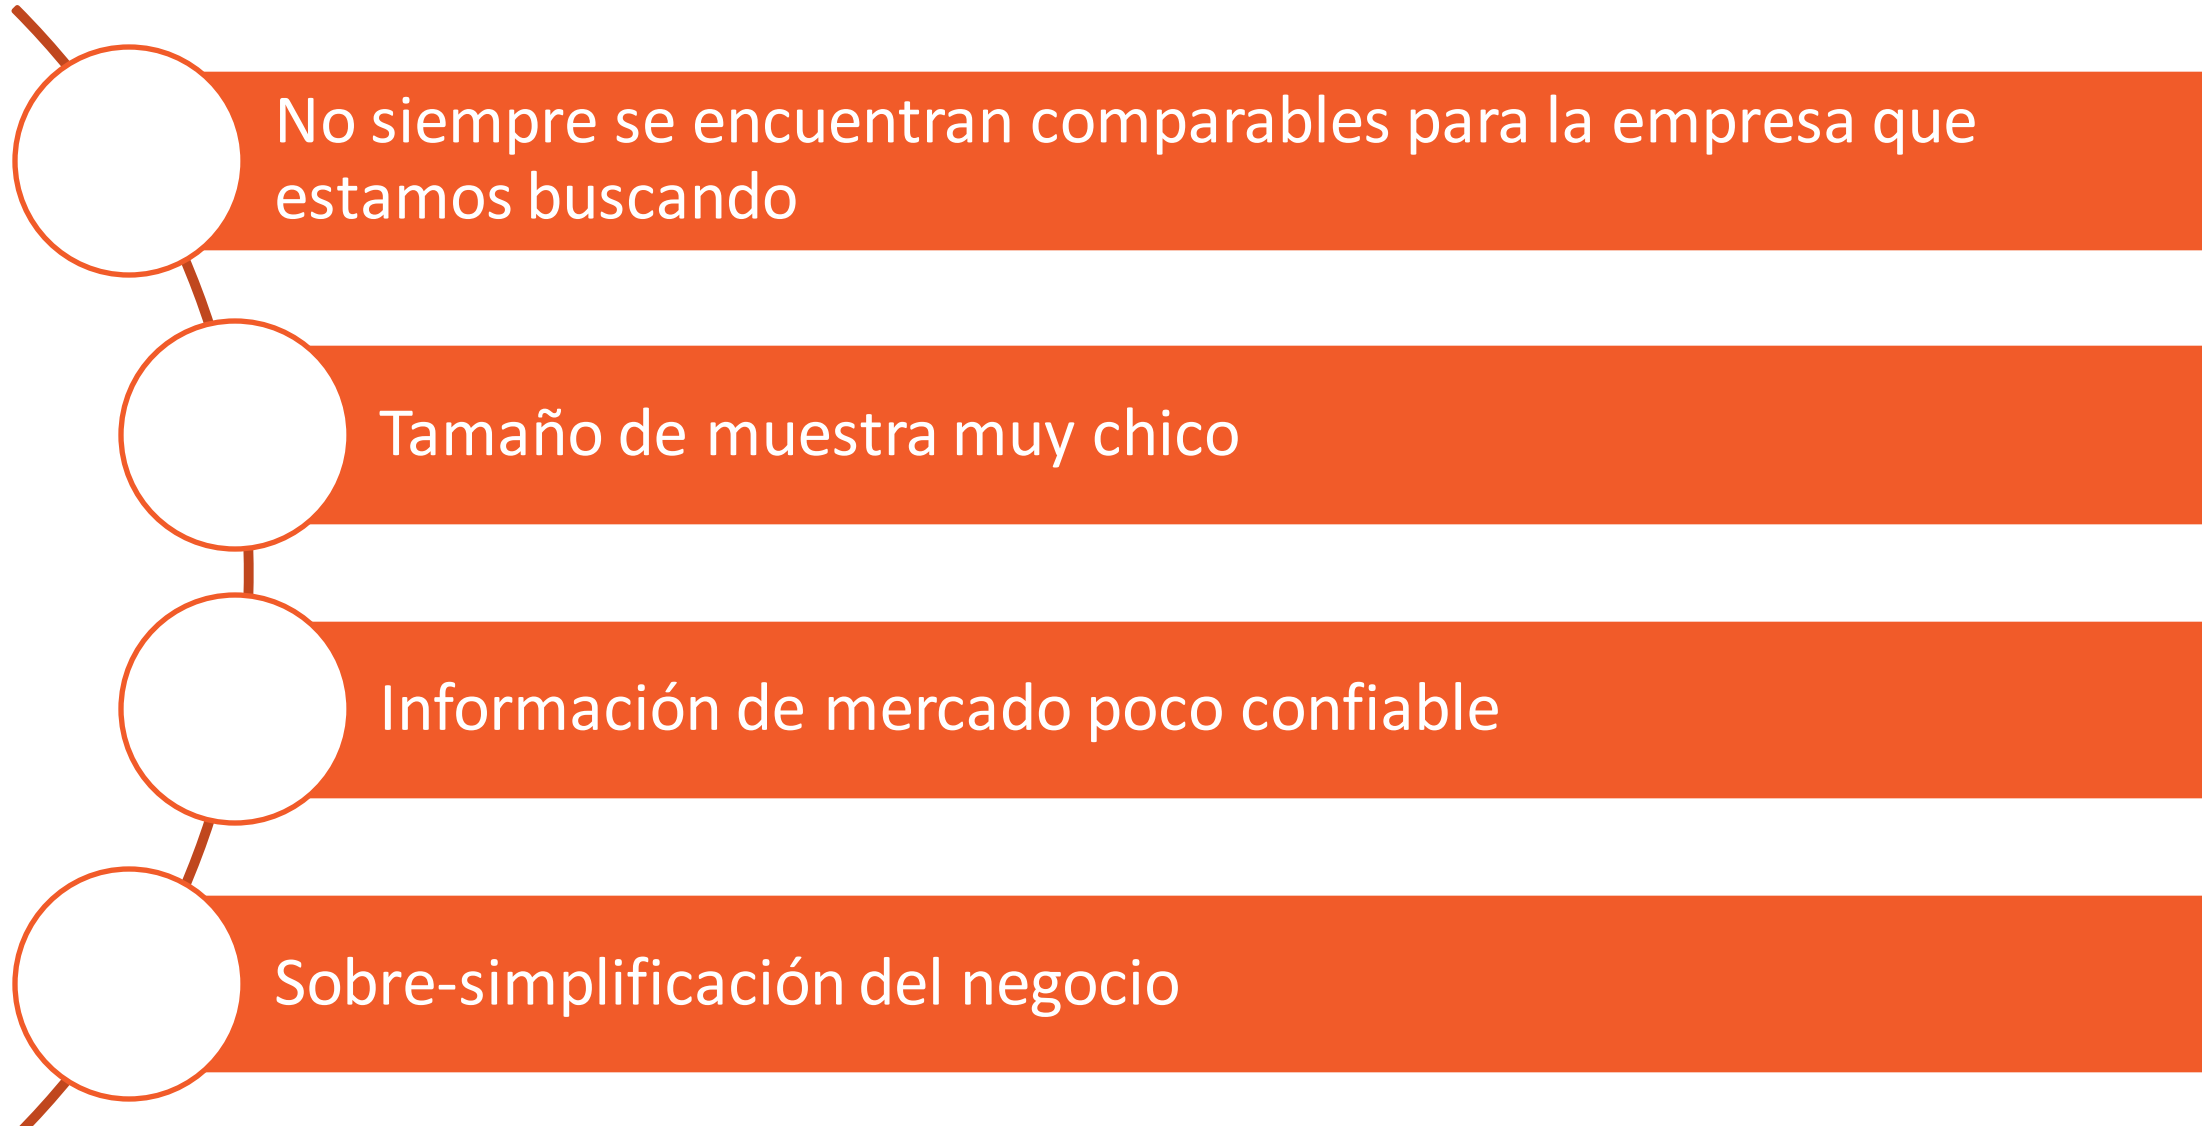 No siempre se encuentran comparables para la empresa que
estamos buscando
Tamaño de muestra muy chico
Información de mercado poco confiable
Sobre-simplificación del negocio